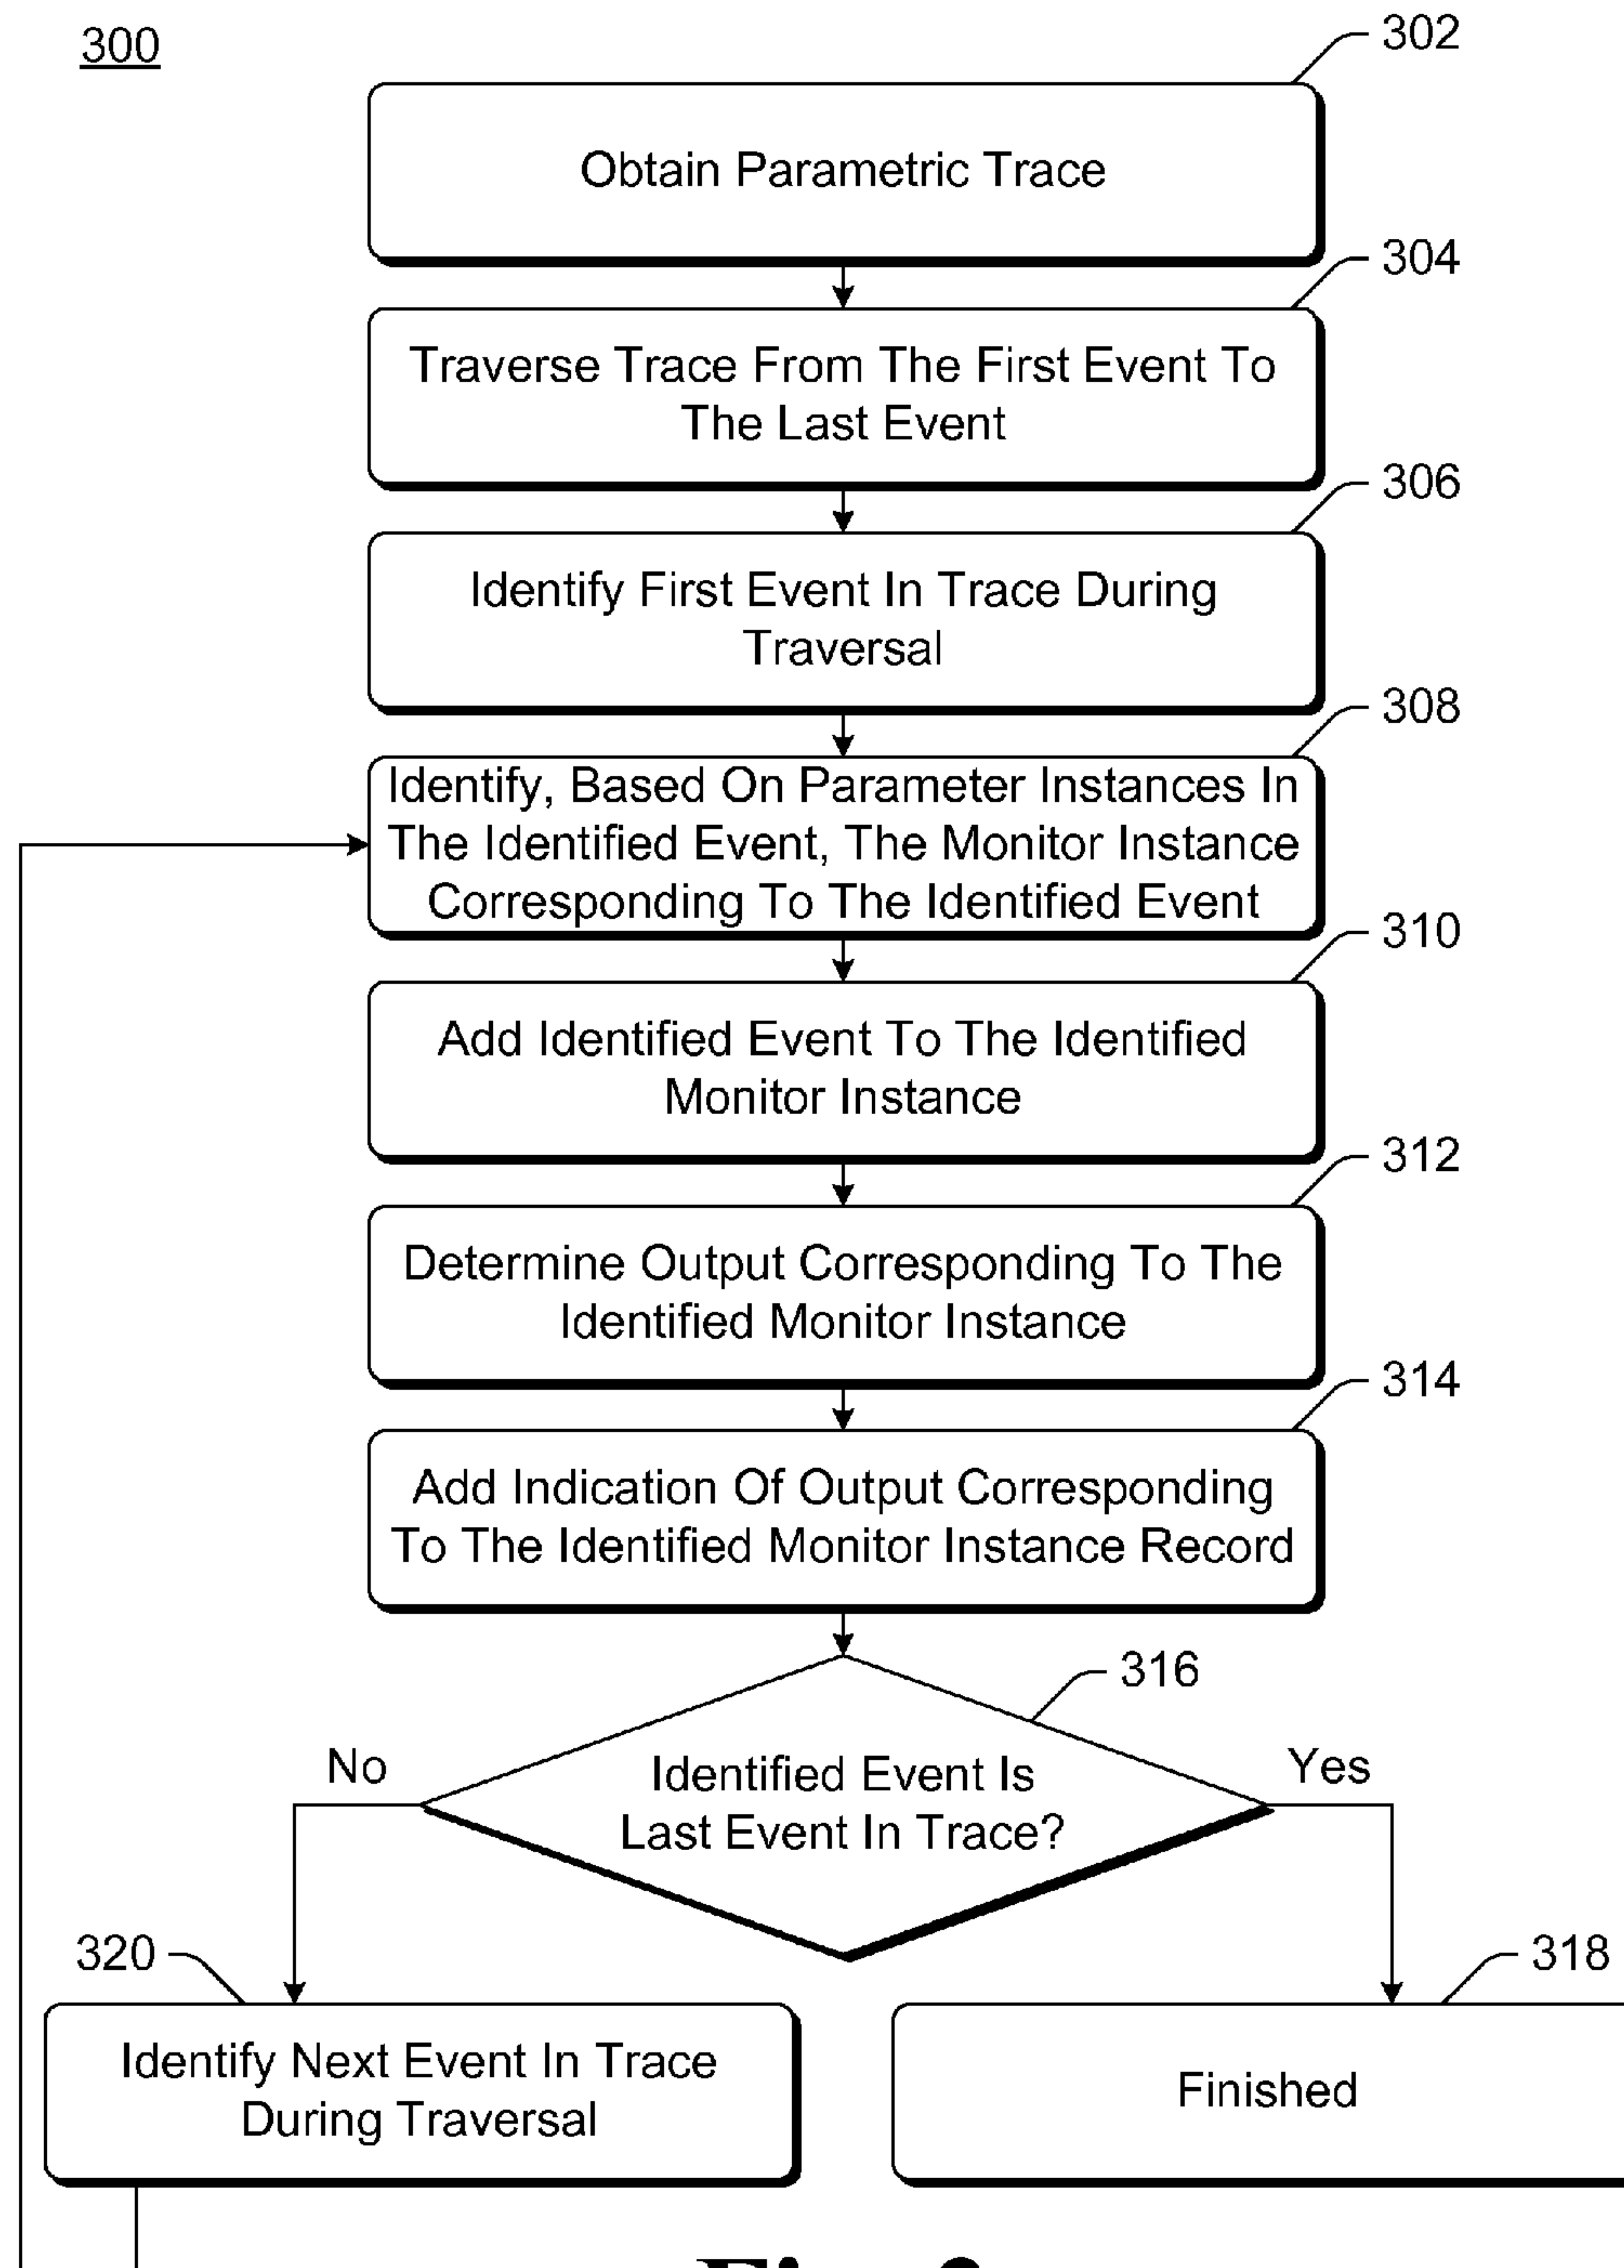 300
302
Obtain Parametric Trace
304
Traverse Trace From The First Event To
The Last Event
306
Identify First Event In Trace During
Traversal
308
Identify, Based On Parameter Instances In
The Identified Event, The Monitor Instance
Corresponding To The Identified Event
310
Add Identified Event To The Identified
Monitor Instance
312
Determine Output Corresponding To The
Identified Monitor Instance
314
Add Indication Of Output Corresponding
To The Identified Monitor Instance Record
316
Identified Event Is
Last Event In Trace?
No
Yes
320
Identify Next Event In Trace
During Traversal
318
Finished